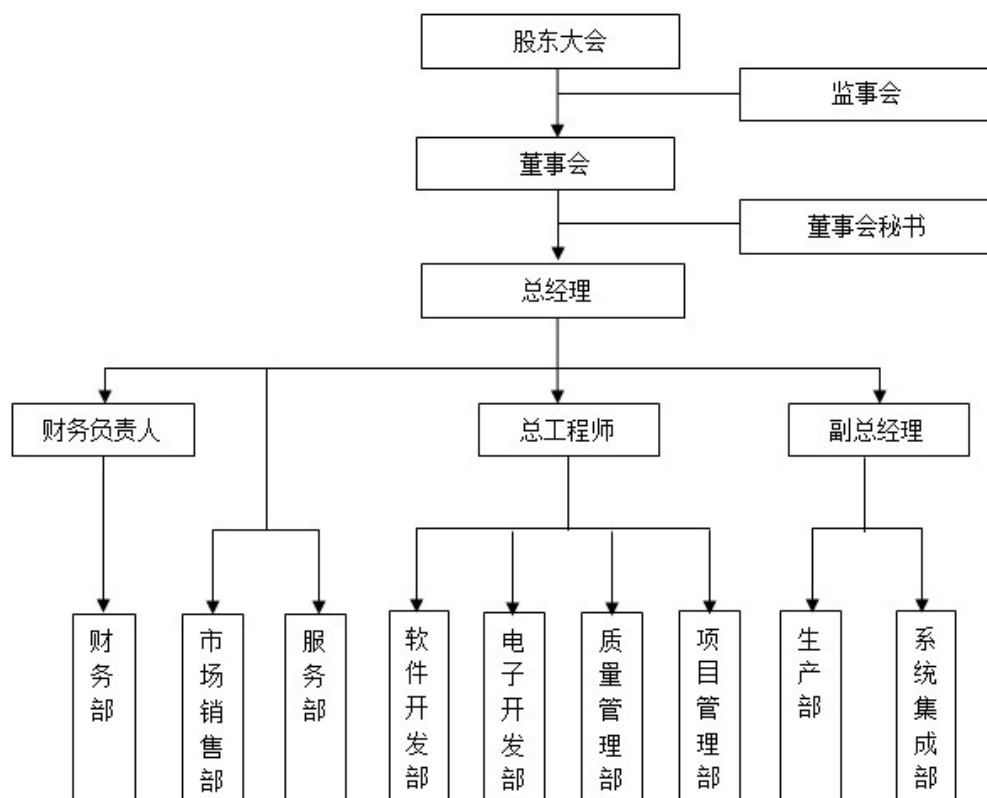 股东大会
监事会
董事会
董事会秘书
总经理
财务负责人
总工程师
副总经理
财务部
市场销售部
服务部
软件开发部
电子开发部
质量管理部
项目管理部
生产部
系统集成部